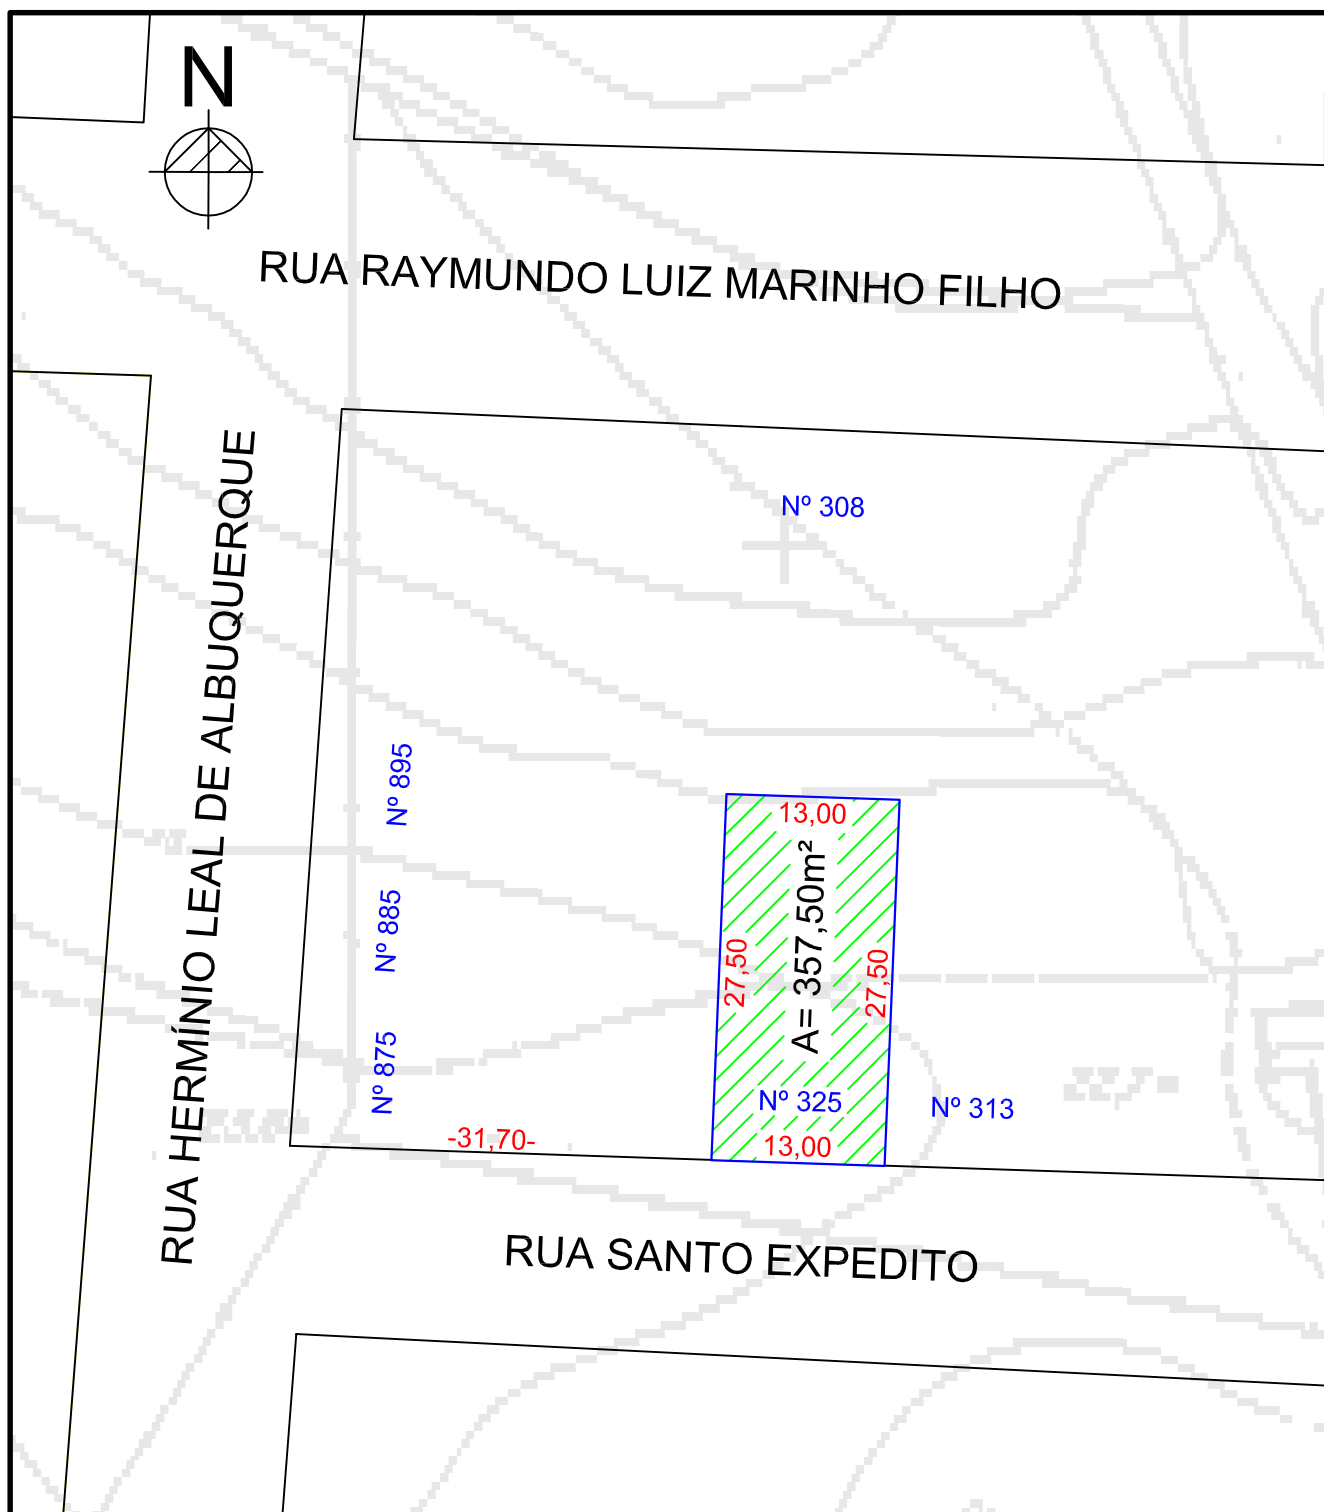 N
RUA RAYMUNDO LUIZ MARINHO FILHO
RUA HERMÍNIO LEAL DE ALBUQUERQUE
Nº 308
Nº 895
Nº 885
Nº 875
13,00
A= 357,50m²
27,50
27,50
Nº 325
13,00
Nº 313
-31,70-
RUA SANTO EXPEDITO